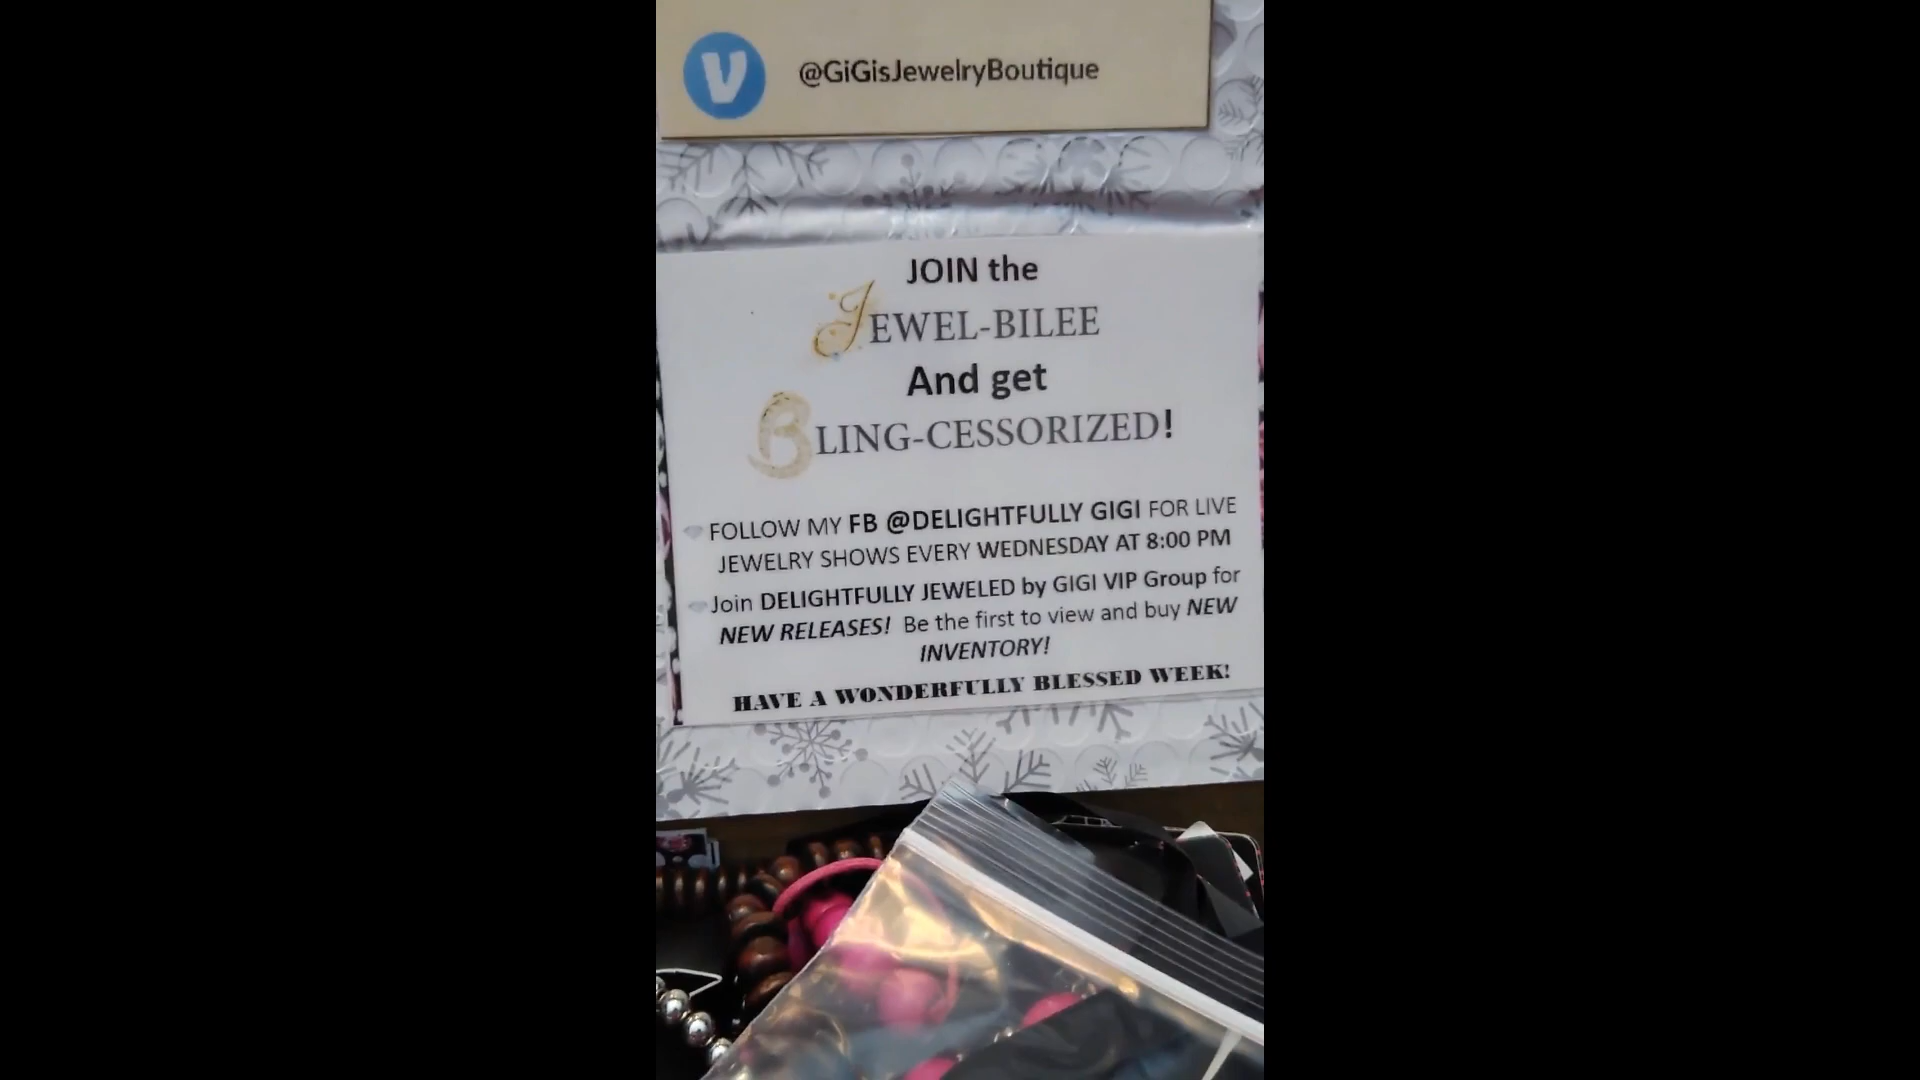 V
@GiGisJewelryBoutique
JOIN the
JEWEL-BILEE
And get
BLING-CESSORIZED!
FOLLOW MY FB @DELIGHTFULLY GIGI FOR LIVE
JEWELRY SHOWS EVERY WEDNESDAY AT 8:00 PM
Join DELIGHTFULLY JEWELED by GIGI VIP Group for
NEW RELEASES! Be the first to view and buy NEW
INVENTORY!
HAVE A WONDERFULLY BLESSED WEEK!